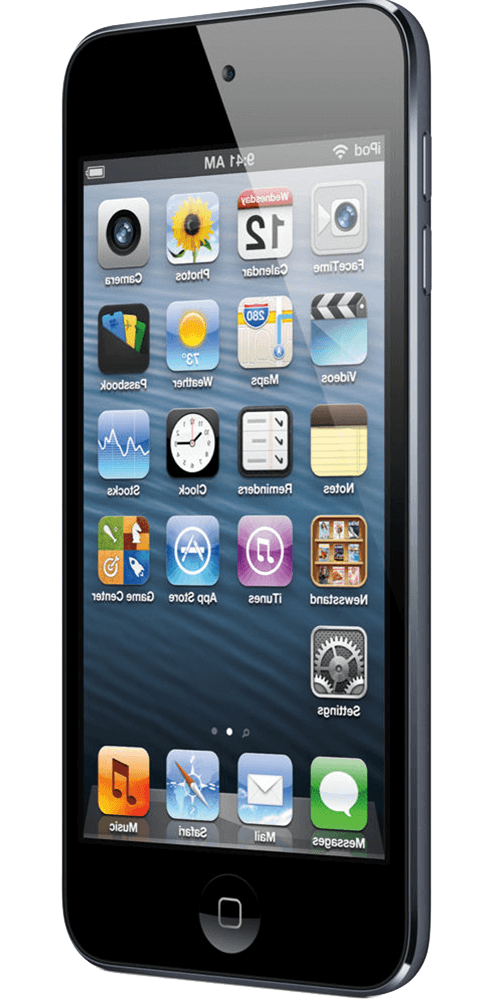 iPod 9:41 AM
FaceTime Wednesday 12 Calendar Photos Camera
Videos 280 Maps 73° Weather Passbook
Notes Reminders Clock Stocks
Newsstand iTunes App Store Game Center
Settings
Messages Mail Safari Music